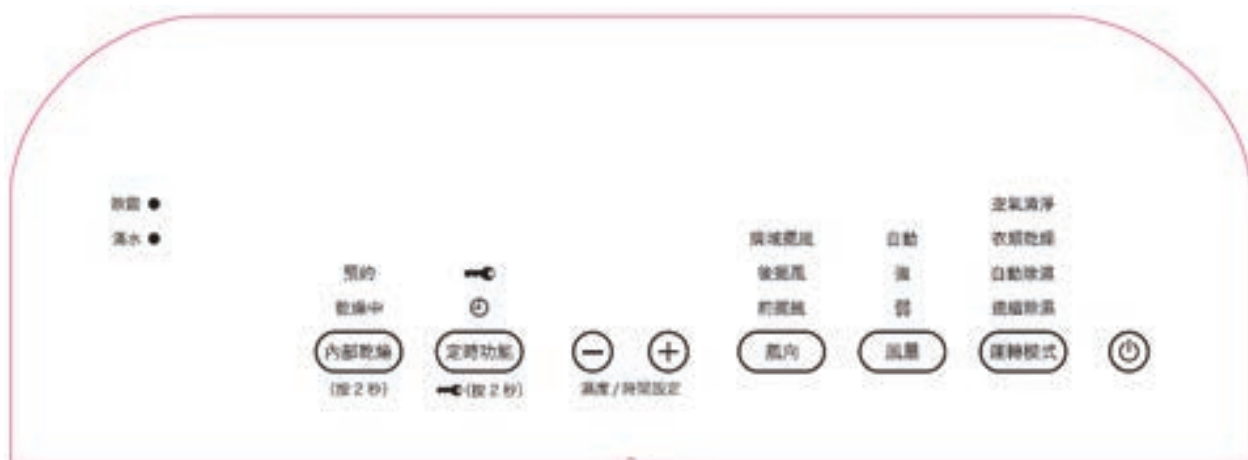 除霜
滿水
預約
乾燥中
內部乾燥
(按2秒)
定時功能
(按2秒)
濕度/時間設定
廣域擺風
後擺風
前擺風
風向
自動
強
弱
風量
空氣清淨
衣類乾燥
自動除濕
連續除濕
運轉模式